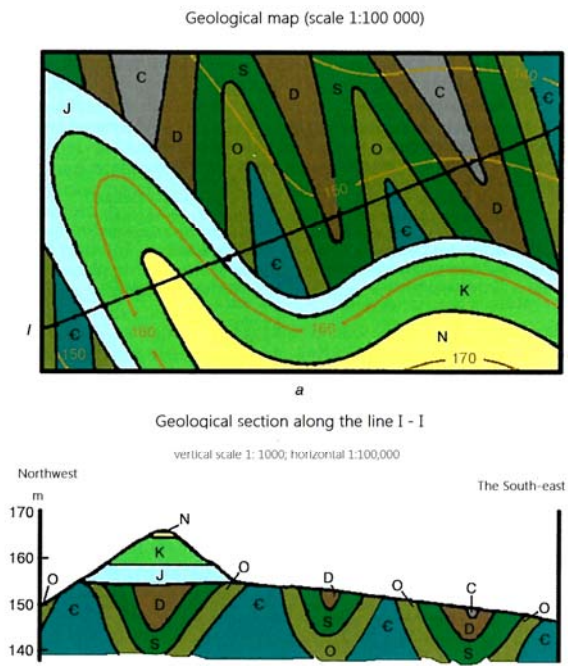 Geological map (scale 1:100 000)
C S D S C 140 Є
J
D O O
150
D
Є Є
K
160 160
I Є N
150 170
a
Geological section along the line I - I
vertical scale 1: 1000; horizontal 1:100,000
Northwest
The South-east
m
170 N
160 K
O J O D O C O
150 Є D Є S Є D Є
140 S O S